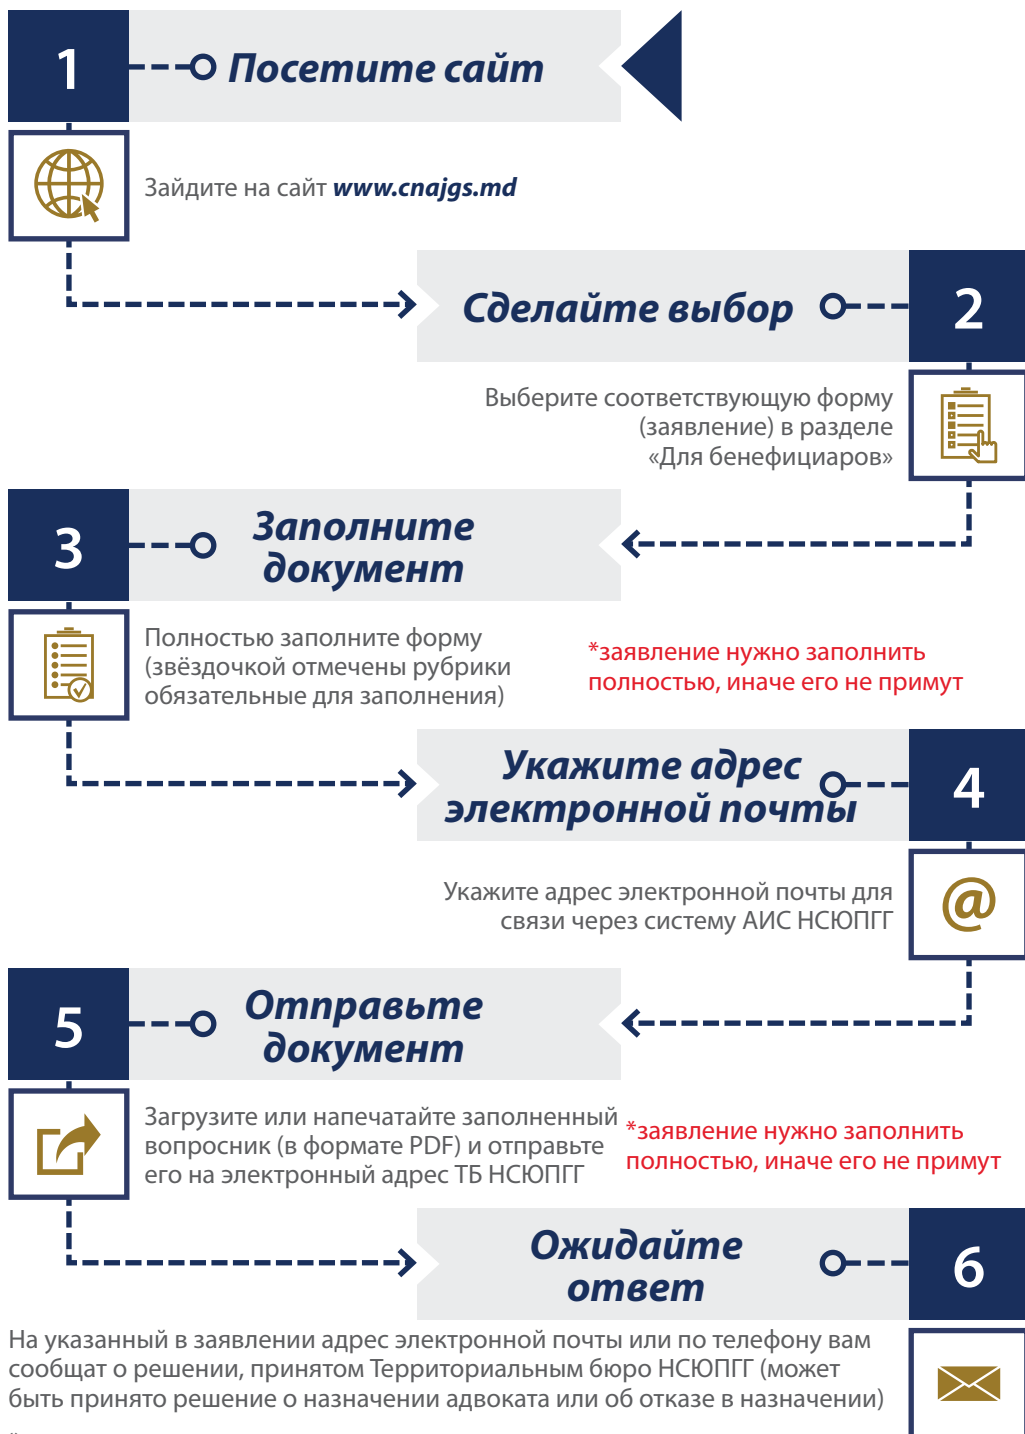 1
Посетите сайт
Зайдите на сайт www.cnajgs.md
Сделайте выбор
2
Выберите соответствующую форму
(заявление) в разделе
«Для бенефициаров»
3
Заполните
документ
Полностью заполните форму
(звёздочкой отмечены рубрики
обязательные для заполнения)
*заявление нужно заполнить
полностью, иначе его не примут
Укажите адрес
электронной почты
4
Укажите адрес электронной почты для
связи через систему АИС НСЮПГГ
@
5
Отправьте
документ
Загрузите или напечатайте заполненный
вопросник (в формате PDF) и отправьте
его на электронный адрес ТБ НСЮПГГ
*заявление нужно заполнить
полностью, иначе его не примут
Ожидайте
ответ
6
На указанный в заявлении адрес электронной почты или по телефону вам
сообщат о решении, принятом Территориальным бюро НСЮПГГ (может
быть принято решение о назначении адвоката или об отказе в назначении)